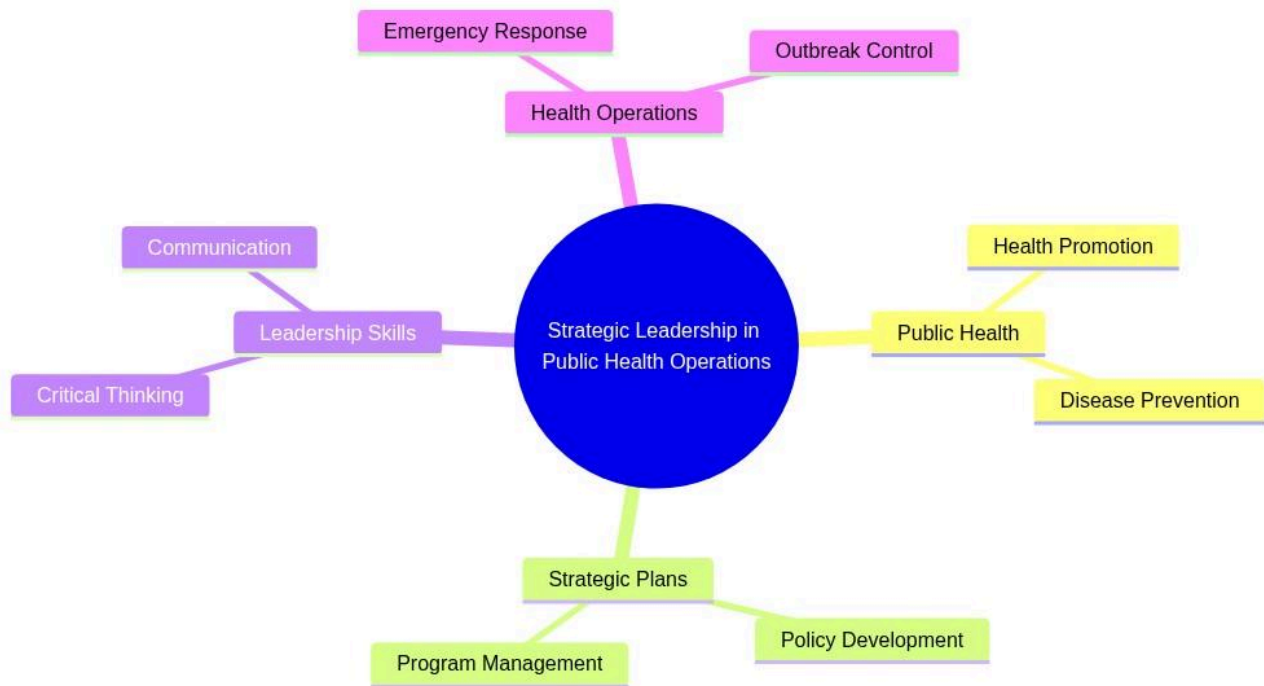 Emergency Response
Outbreak Control
Health Operations
Communication
Health Promotion
Leadership Skills
Strategic Leadership in
Public Health Operations
Public Health
Critical Thinking
Disease Prevention
Strategic Plans
Policy Development
Program Management